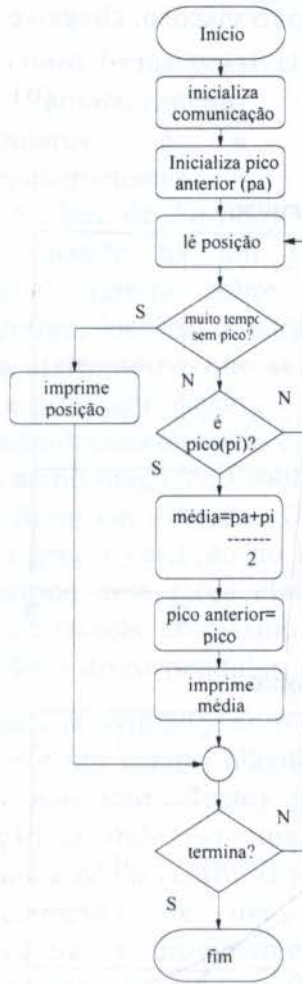 Início
inicializa
comunicação
Inicializa pico
anterior (pa)
lê posição
S
muito tempo
sem pico?
N
N
imprime
posição
é
pico(pi)?
S
média=pa+pi
-------
2
pico anterior=
pico
imprime
média
N
termina?
S
fim